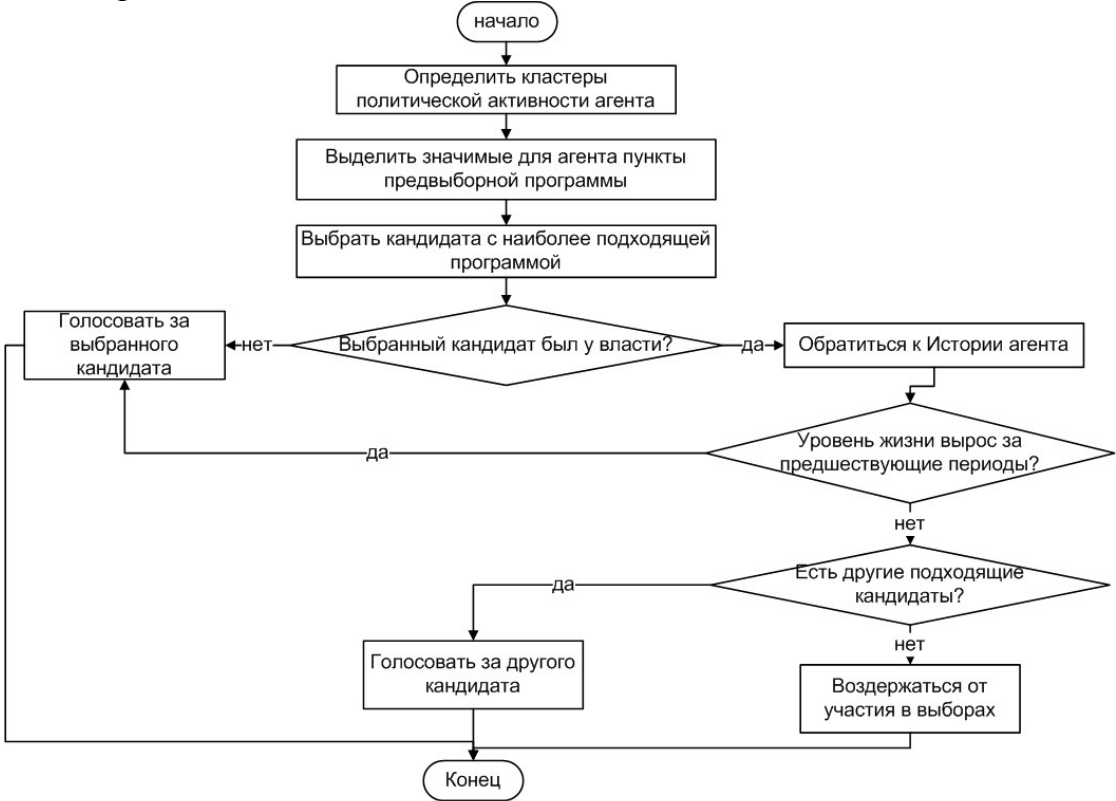 начало
Определить кластеры
политической активности агента
Выделить значимые для агента пункты
предвыборной программы
Выбрать кандидата с наиболее подходящей
программой
Голосовать за
выбранного
кандидата
нет
Выбранный кандидат был у власти?
да
Обратиться к Истории агента
Уровень жизни вырос за
предшествующие периоды?
да
нет
Есть другие подходящие
кандидаты?
да
нет
Голосовать за другого
кандидата
Воздержаться от
участия в выборах
Конец